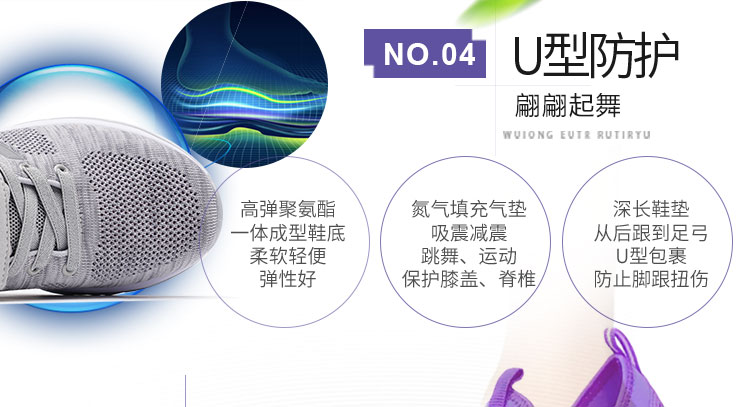 NO.04
U型防护
翩翩起舞
WUIONG EUTR RUTIRYU
高弹聚氨酯
一体成型鞋底
柔软轻便
弹性好
氮气填充气垫
吸震减震
跳舞、运动
保护膝盖、脊椎
深长鞋垫
从后跟到足弓
U型包裹
防止脚跟扭伤